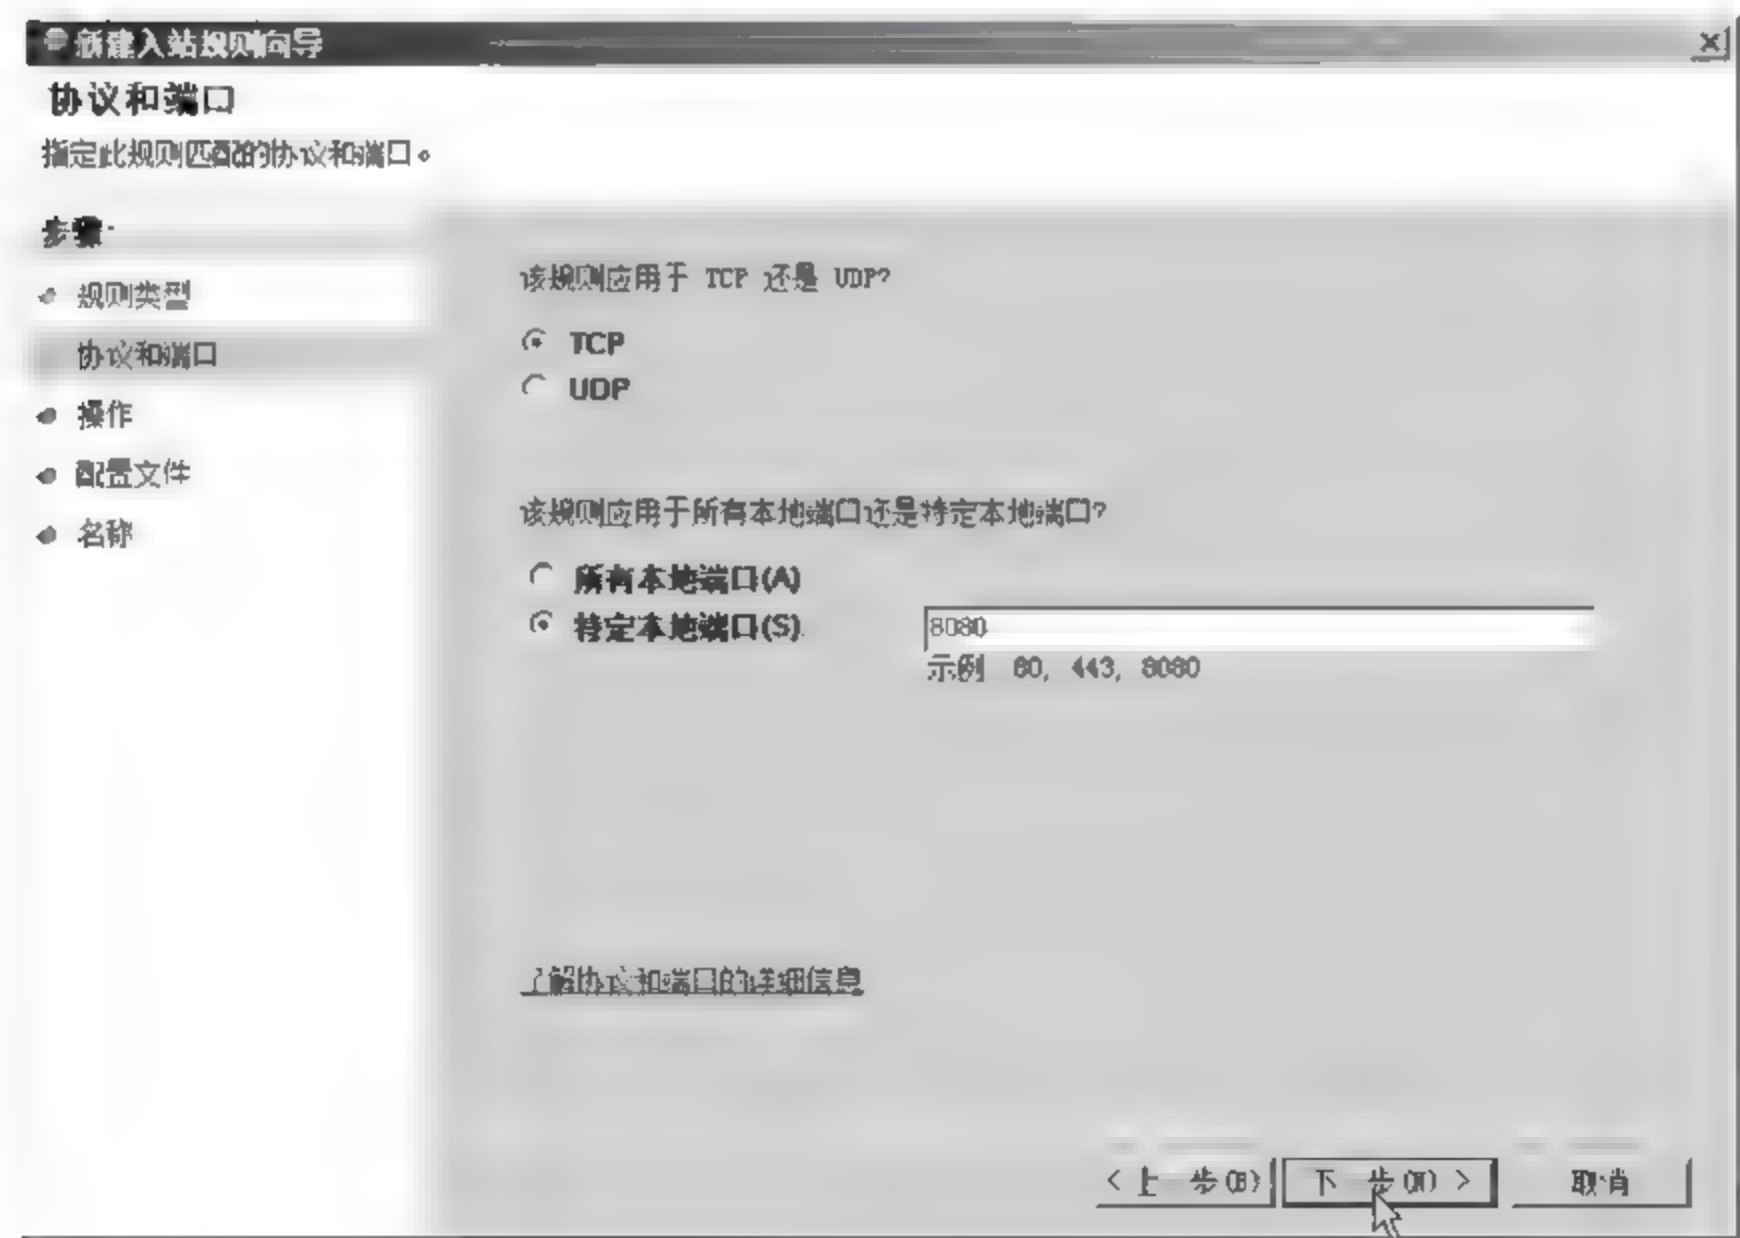 新建入站规则向导
协议和端口
指定此规则匹配的协议和端口。
步骤:
规则类型
协议和端口
操作
配置文件
名称
该规则应用于 TCP 还是 UDP?
TCP
UDP
该规则应用于所有本地端口还是特定本地端口?
所有本地端口(A)
特定本地端口(S)
8080
示例 80, 443, 8080
了解协议和端口的详细信息
< 上一步(B)
下一步(N) >
取消